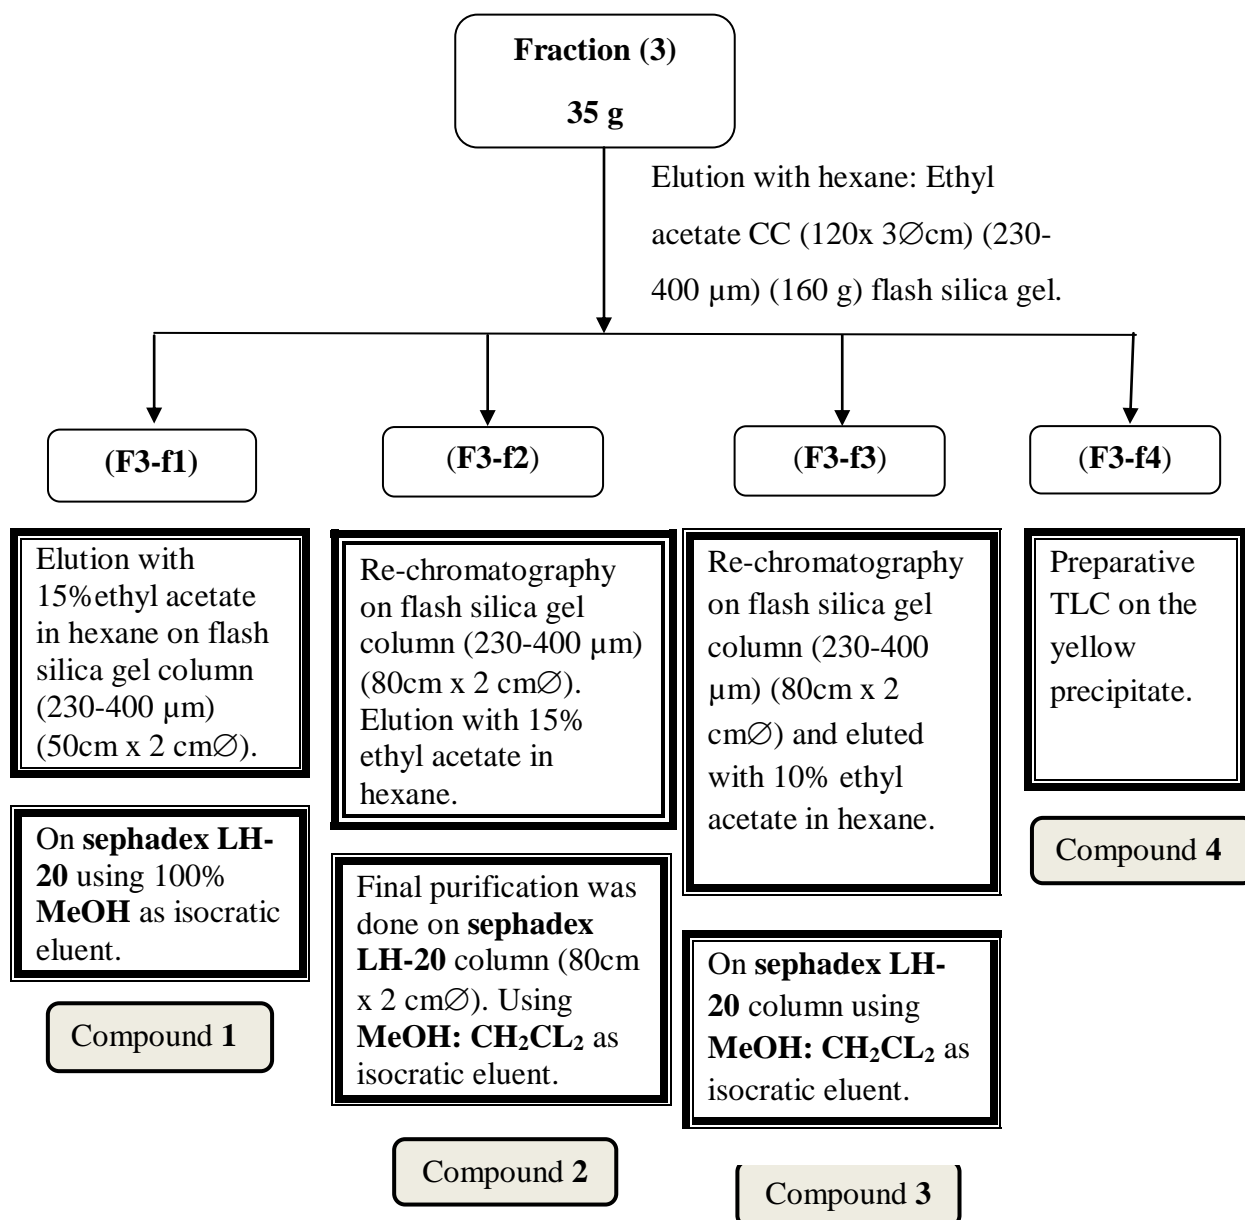 Fraction (3)
35 g
Elution with hexane: Ethyl
acetate CC (120x 3∅cm) (230-
400 µm) (160 g) flash silica gel.
(F3-f1)
(F3-f2)
(F3-f3)
(F3-f4)
Elution with
15%ethyl acetate
in hexane on flash
silica gel column
(230-400 µm)
(50cm x 2 cm∅).
On sephadex LH-
20 using 100%
MeOH as isocratic
eluent.
Compound 1
Re-chromatography
on flash silica gel
column (230-400 µm)
(80cm x 2 cm∅).
Elution with 15%
ethyl acetate in
hexane.
Final purification was
done on sephadex
LH-20 column (80cm
x 2 cm∅). Using
MeOH: CH₂CL₂ as
isocratic eluent.
Compound 2
Re-chromatography
on flash silica gel
column (230-400
µm) (80cm x 2
cm∅) and eluted
with 10% ethyl
acetate in hexane.
On sephadex LH-
20 column using
MeOH: CH₂CL₂ as
isocratic eluent.
Compound 3
Preparative
TLC on the
yellow
precipitate.
Compound 4